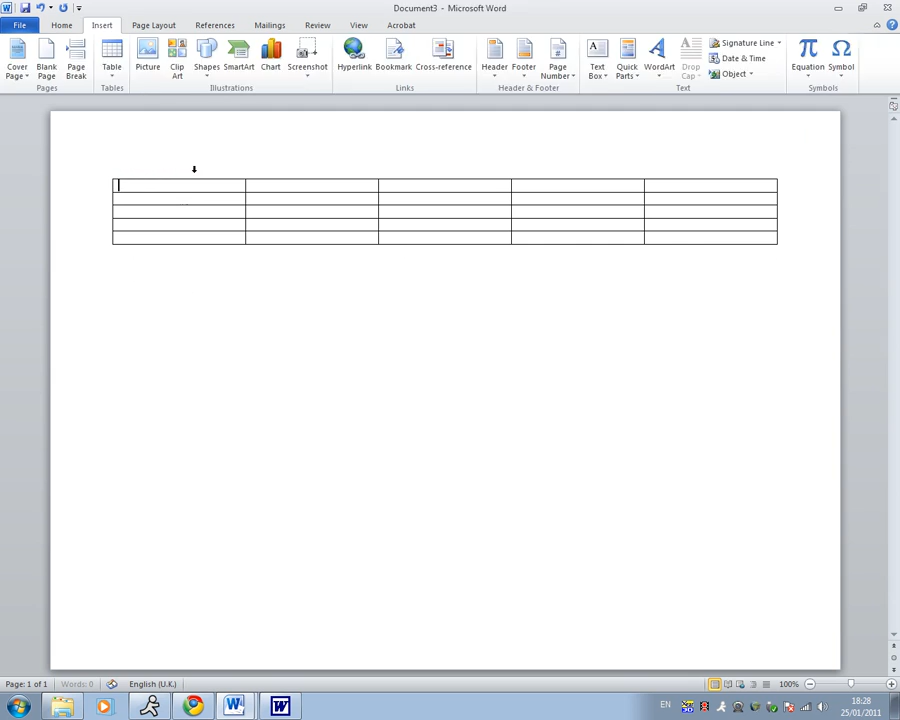 Document3 - Microsoft Word
File Home Insert Page Layout References Mailings Review View Acrobat
Cover Page Blank Page Page Break Table Picture Clip Art Shapes SmartArt Chart Screenshot Hyperlink Bookmark Cross-reference Header Footer Page Number Text Box Quick Parts WordArt Drop Cap Signature Line Date & Time Object Equation Symbol
Pages Tables Illustrations Links Header & Footer Text Symbols
Page: 1 of 1 Words: 0 English (U.K.) 100%
EN 18:28
25/01/2011